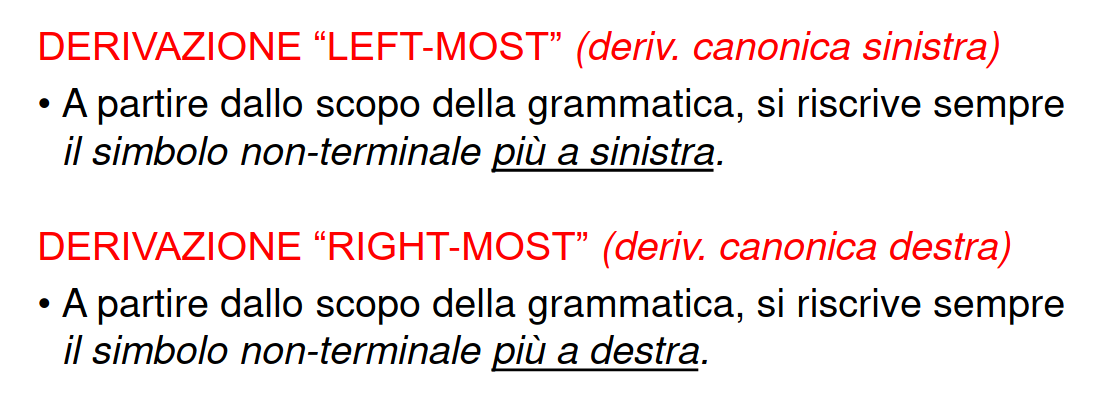 DERIVAZIONE “LEFT-MOST” (deriv. canonica sinistra)
• A partire dallo scopo della grammatica, si riscrive sempre
il simbolo non-terminale più a sinistra.
DERIVAZIONE “RIGHT-MOST” (deriv. canonica destra)
• A partire dallo scopo della grammatica, si riscrive sempre
il simbolo non-terminale più a destra.